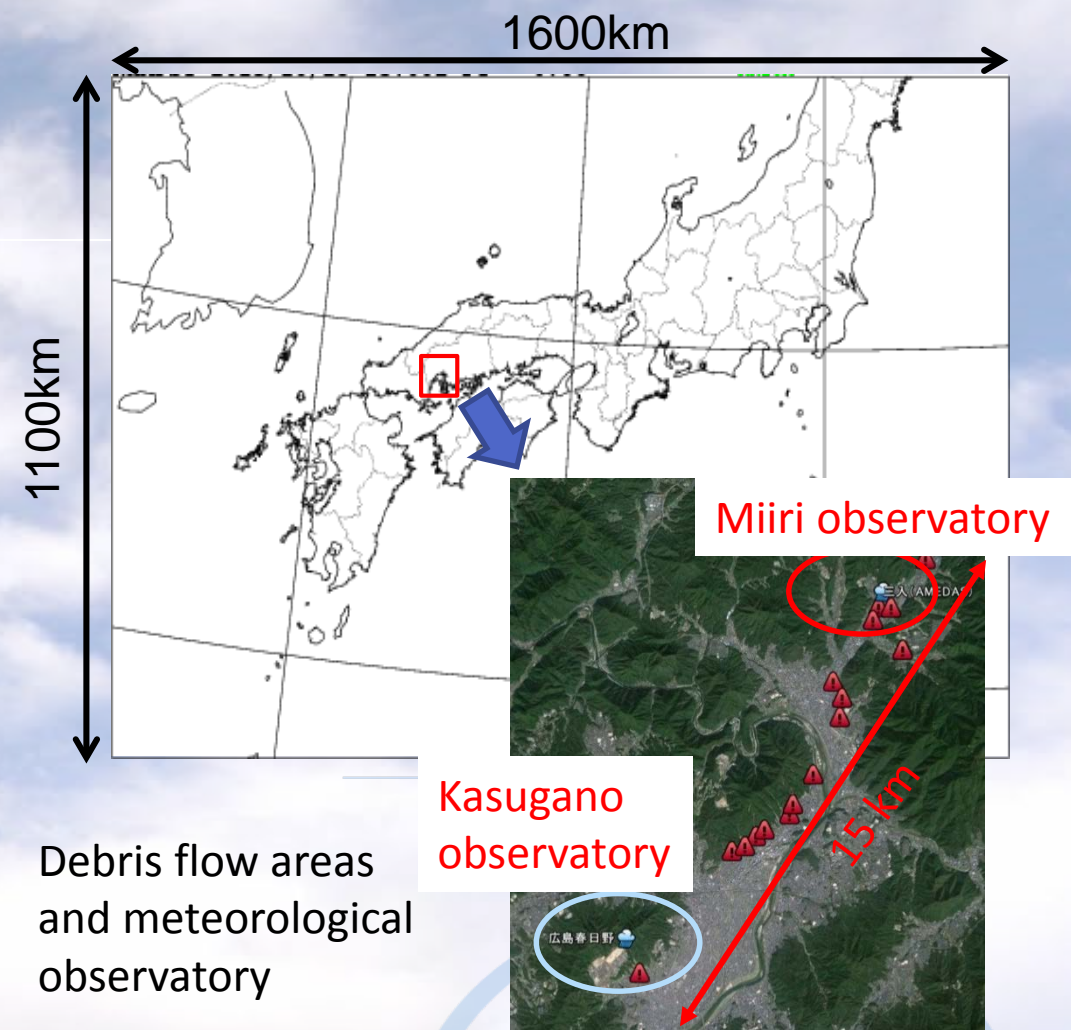 1600km
1100km
Miiri observatory
三入(AMEDAS)
15 km
Kasugano
observatory
広島春日野
Debris flow areas
and meteorological
observatory